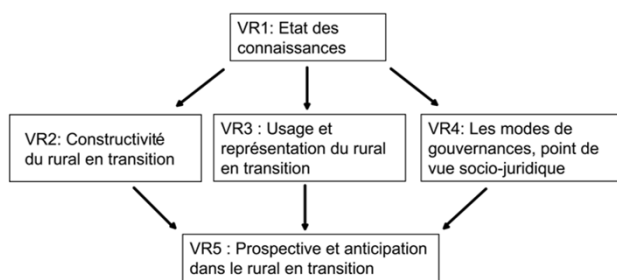 VR1: Etat des
connaissances
VR2: Constructivité
du rural en transition
VR3 : Usage et
représentation du rural
en transition
VR4: Les modes de
gouvernances, point de
vue socio-juridique
VR5 : Prospective et anticipation
dans le rural en transition